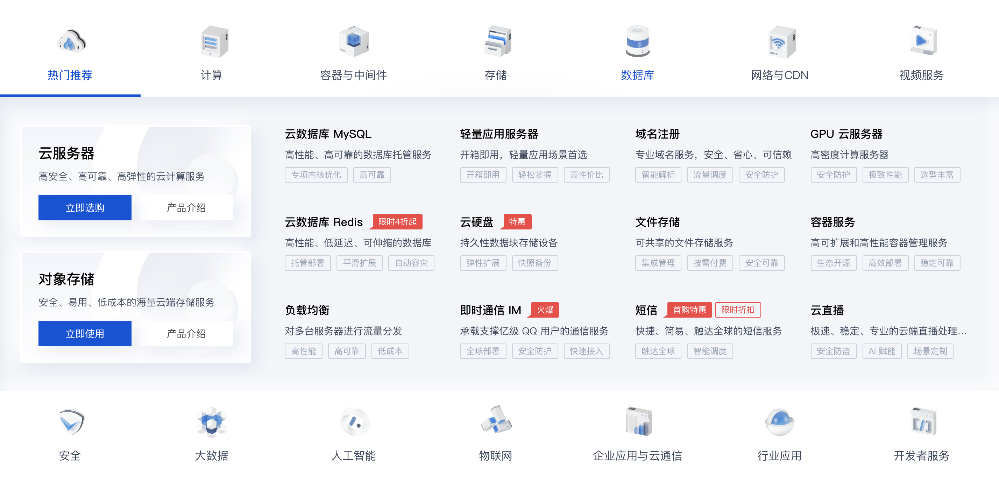 热门推荐
计算
容器与中间件
存储
数据库
网络与CDN
视频服务
云服务器
高安全、高可靠、高弹性的云计算服务
立即选购
产品介绍
对象存储
安全、易用、低成本的海量云端存储服务
立即使用
产品介绍
云数据库 MySQL
高性能、高可靠的数据库托管服务
专项内核优化 高可靠
轻量应用服务器
开箱即用，轻量应用场景首选
开箱即用 轻松掌握 高性价比
域名注册
专业域名服务，安全、省心、可信赖
智能解析 流量调度 安全防护
GPU 云服务器
高密度计算服务器
安全防护 极致性能 选型丰富
云数据库 Redis 限时4折起
高性能、低延迟、可伸缩的数据库
托管部署 平滑扩展 自动容灾
云硬盘 特惠
持久性数据块存储设备
弹性扩展 快照备份
文件存储
可共享的文件存储服务
集成管理 按需付费 安全可靠
容器服务
高可扩展和高性能容器管理服务
生态开源 高效部署 稳定可靠
负载均衡
对多台服务器进行流量分发
高性能 高可靠 低成本
即时通信 IM 火爆
承载支撑亿级 QQ 用户的通信服务
全球部署 安全防护 快速接入
短信 首购特惠 限时折扣
快捷、简易、触达全球的短信服务
触达全球 智能调度
云直播
极速、稳定、专业的云端直播处理...
安全防盗 AI 赋能 场景定制
安全
大数据
人工智能
物联网
企业应用与云通信
行业应用
开发者服务